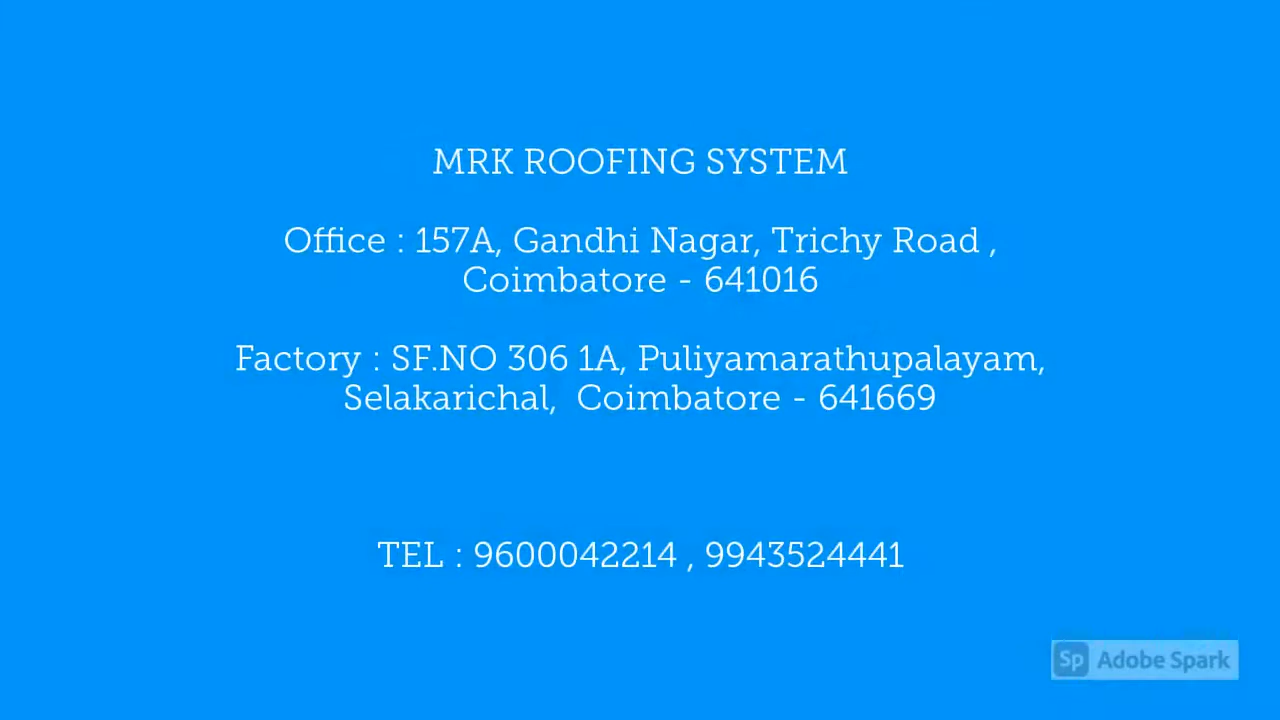 MRK ROOFING SYSTEM
Office : 157A, Gandhi Nagar, Trichy Road ,
Coimbatore - 641016
Factory : SF.NO 306 1A, Puliyamarathupalayam,
Selakarichal,  Coimbatore - 641669
TEL : 9600042214 , 9943524441
Sp Adobe Spark